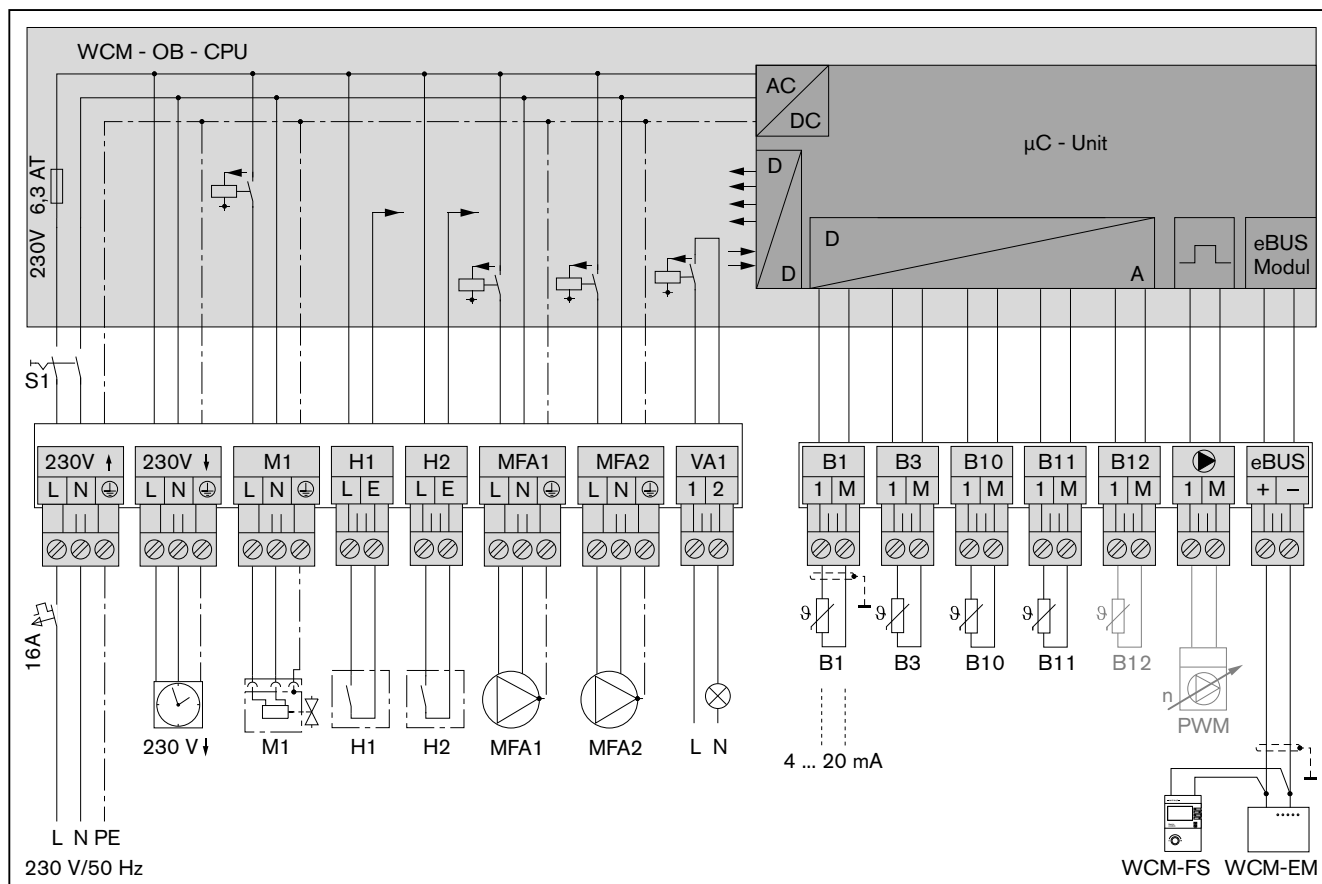 WCM - OB - CPU
AC
DC
µC - Unit
230V 6,3 AT
D
D
D
A
eBUS
Modul
S1
230V
230V
M1
H1
H2
MFA1
MFA2
VA1
B1
B3
B10
B11
B12
eBUS
L N
L N
L N
L E
L E
L N
L N
1 2
1 M
1 M
1 M
1 M
1 M
1 M
+ −
16A
ϑ
ϑ
ϑ
ϑ
ϑ
B1
B3
B10
B11
B12
n
PWM
230 V
M1
H1
H2
MFA1
MFA2
L N
4 ... 20 mA
L N PE
230 V/50 Hz
WCM-FS
WCM-EM